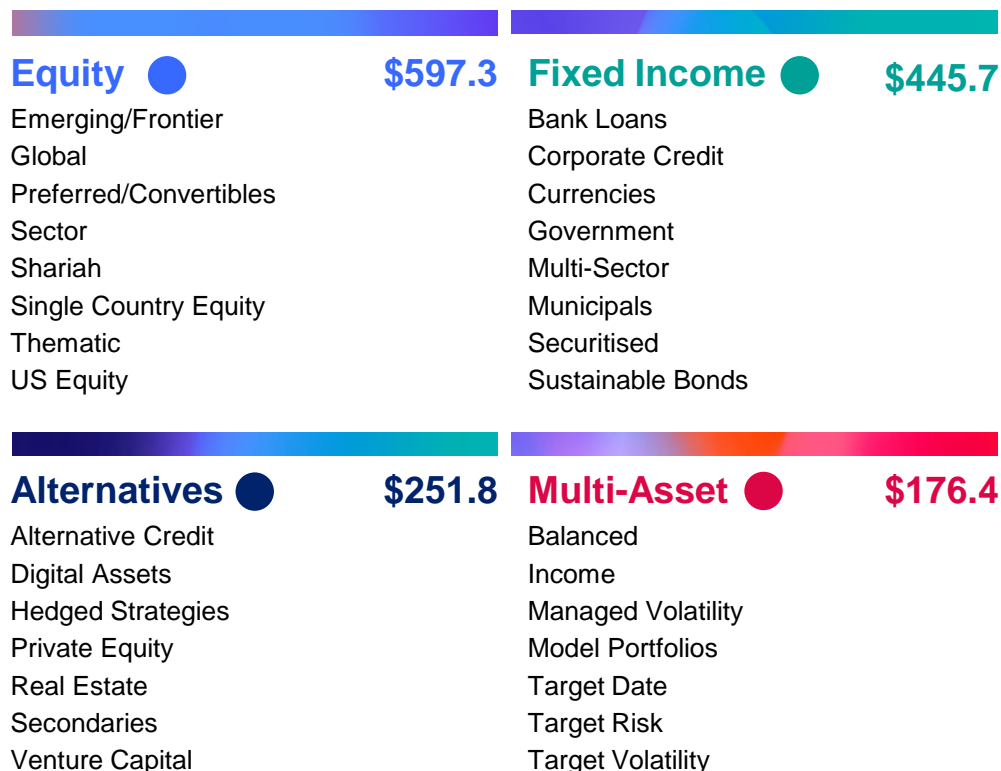 Equity $597.3
Emerging/Frontier
Global
Preferred/Convertibles
Sector
Shariah
Single Country Equity
Thematic
US Equity
Fixed Income $445.7
Bank Loans
Corporate Credit
Currencies
Government
Multi-Sector
Municipals
Securitised
Sustainable Bonds
Alternatives $251.8
Alternative Credit
Digital Assets
Hedged Strategies
Private Equity
Real Estate
Secondaries
Venture Capital
Multi-Asset $176.4
Balanced
Income
Managed Volatility
Model Portfolios
Target Date
Target Risk
Target Volatility